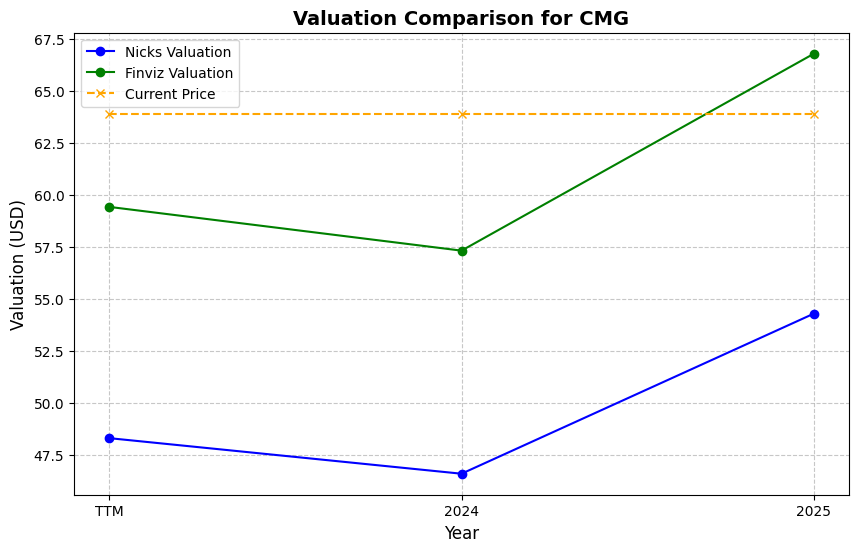 Valuation Comparison for CMG
Nicks Valuation
Finviz Valuation
Current Price
Valuation (USD)
67.5
65.0
62.5
60.0
57.5
55.0
52.5
50.0
47.5
TTM
2024
2025
Year